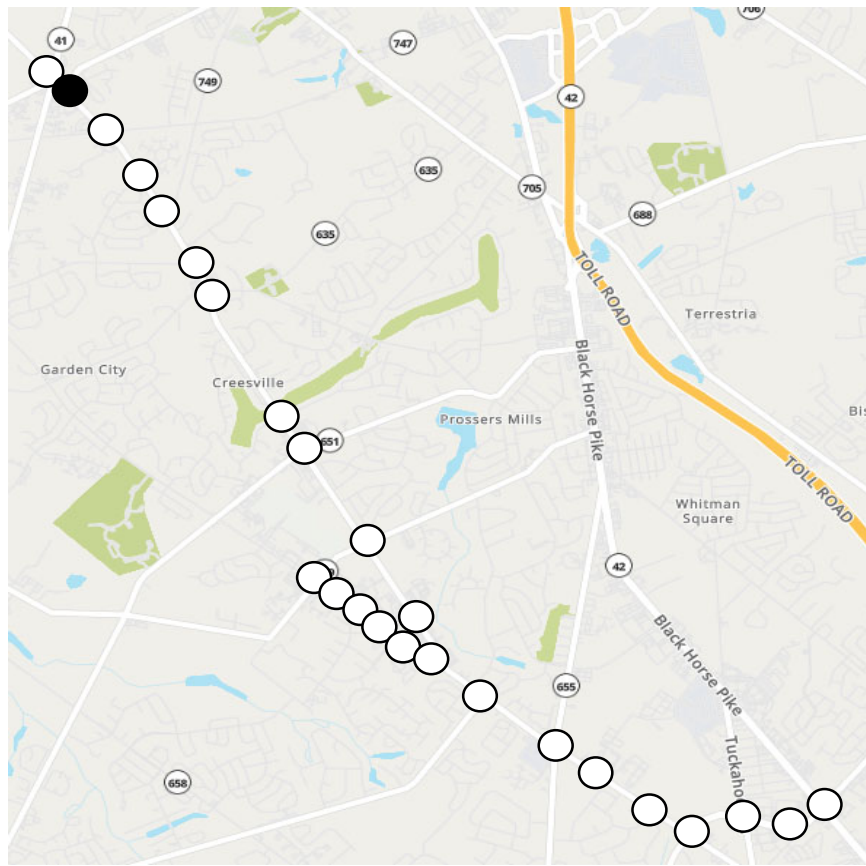 706
41
747
749
42
635
705
688
635
TOLL ROAD
Terrestria
Garden City
Creesville
Black Horse Pike
Prossers Mills
651
TOLL ROAD
Whitman
Square
42
Black Horse Pike
655
Tuckaho
658